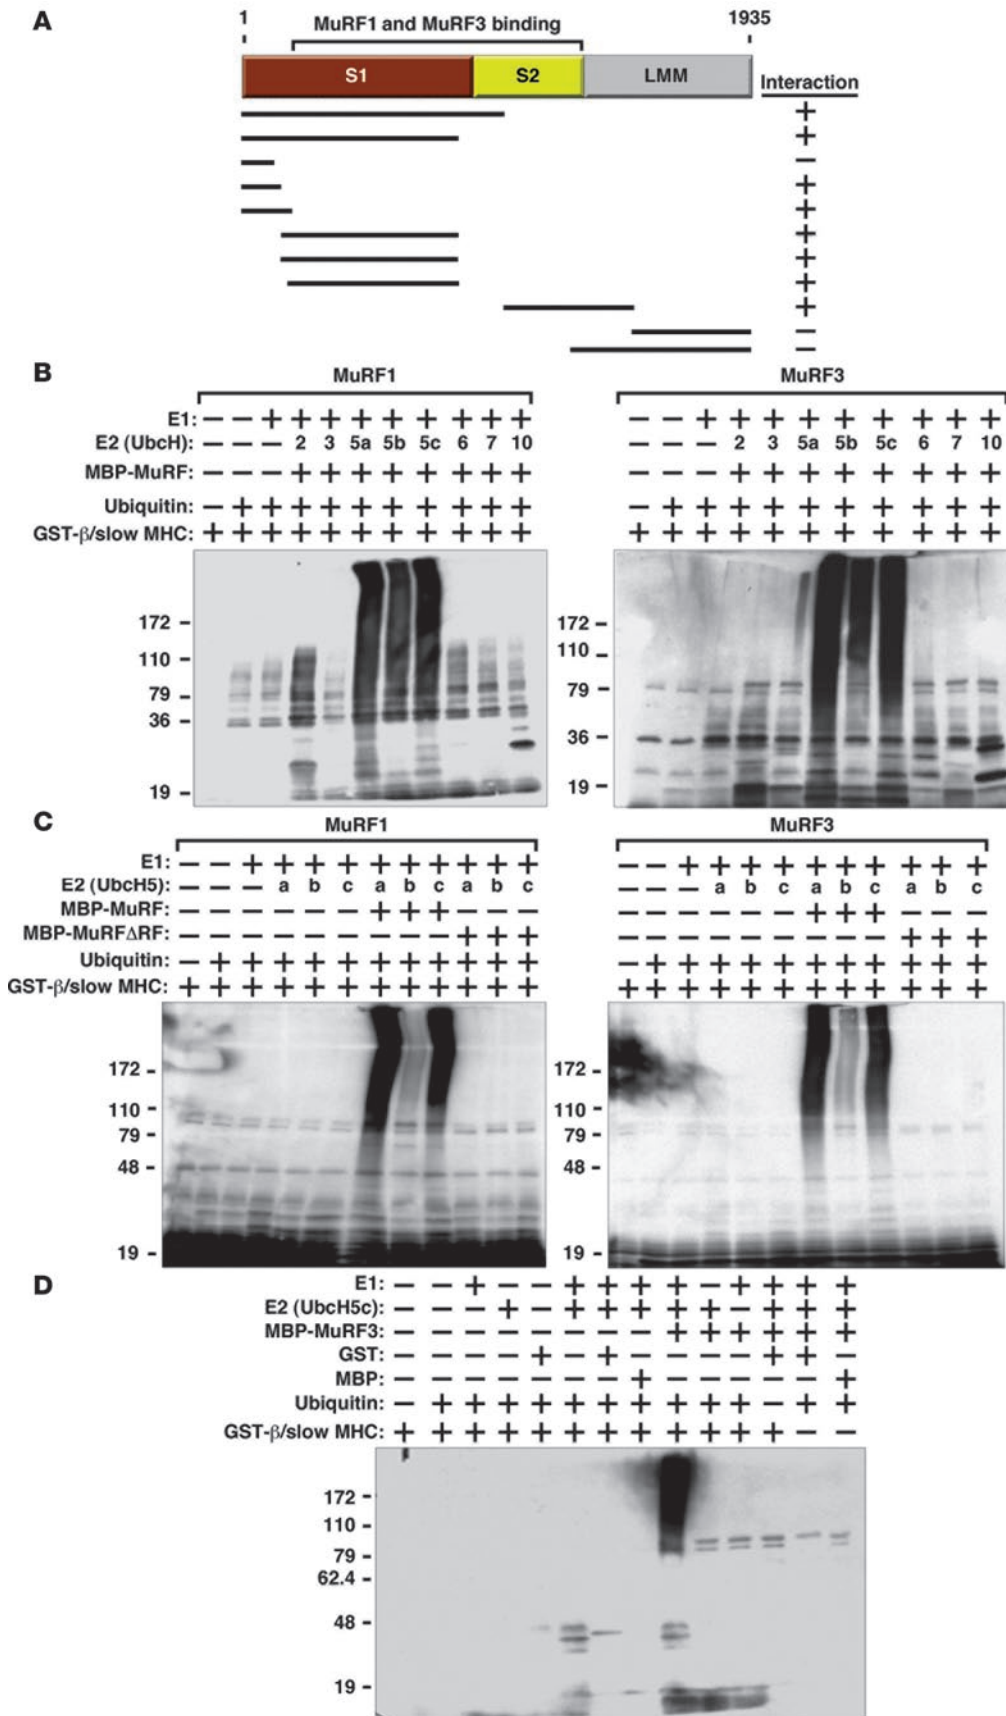 A
1
MuRF1 and MuRF3 binding
1935
S1 S2 LMM
Interaction
+
+
−
+
+
+
+
+
+
−
−
B
MuRF1
E1: − − + + + + + + + + +
E2 (UbcH): − − − 2 3 5a 5b 5c 6 7 10
MBP-MuRF: − − − + + + + + + + +
Ubiquitin: − + + + + + + + + + +
GST-β/slow MHC: + + + + + + + + + + +
172
110
79
36
19
MuRF3
− − + + + + + + + + +
− − − 2 3 5a 5b 5c 6 7 10
− − − + + + + + + + +
− + + + + + + + + + +
+ + + + + + + + + + +
172
110
79
36
19
C
MuRF1
E1: − − + + + + + + + + + +
E2 (UbcH5): − − − a b c a b c a b c
MBP-MuRF: − − − − − − + + + − − −
MBP-MuRFΔRF: − − − − − − − − − + + +
Ubiquitin: − + + + + + + + + + + +
GST-β/slow MHC: + + + + + + + + + + + +
172
110
79
48
19
MuRF3
− − + + + + + + + + + +
− − − a b c a b c a b c
− − − − − − + + + − − −
− − − − − − − − − + + +
− + + + + + + + + + + +
+ + + + + + + + + + + +
172
110
79
48
19
D
E1: − − + − − + + + + − + + + +
E2 (UbcH5c): − − − + − + + − + + − + + +
MBP-MuRF3: − − − − − − − − + + + + + +
GST: − − − − + − + − − − − + + −
MBP: − − − − − − − + − − − − − +
Ubiquitin: − + + + + + + + + + + − + +
GST-β/slow MHC: + + + + + + + + + + + + − −
172
110
79
62.4
48
19